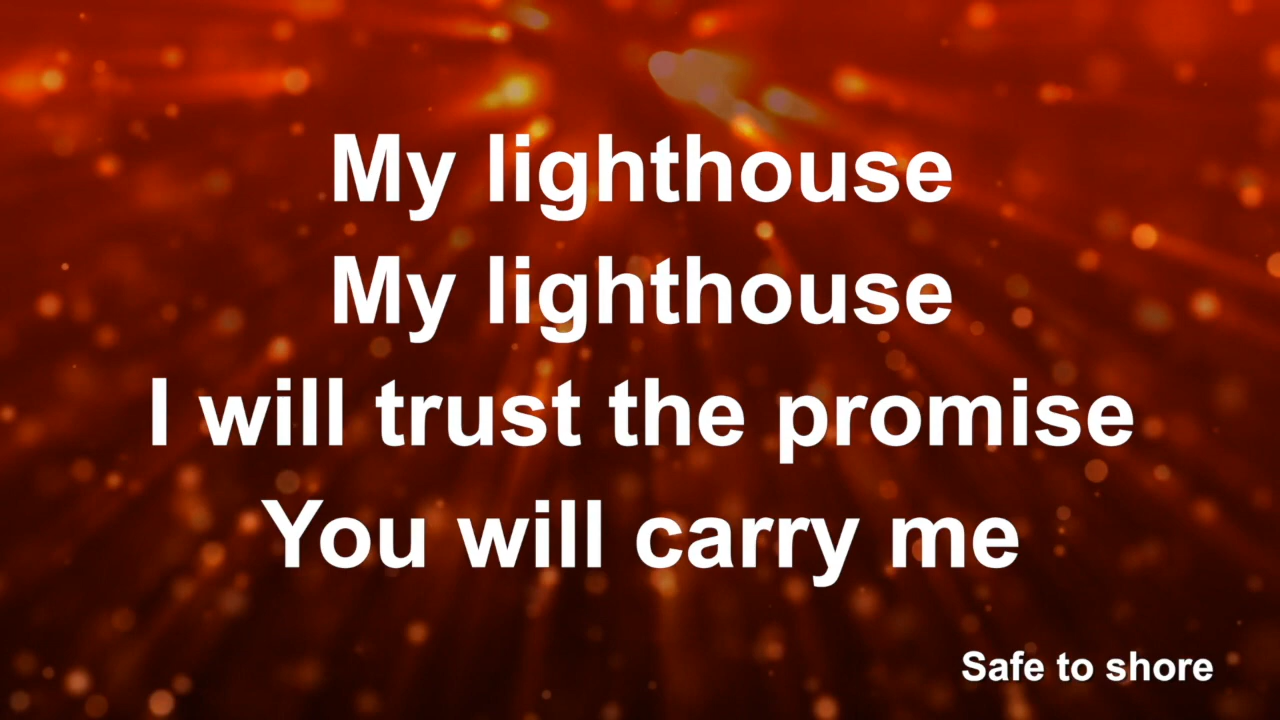 My lighthouse
My lighthouse
I will trust the promise
You will carry me
Safe to shore